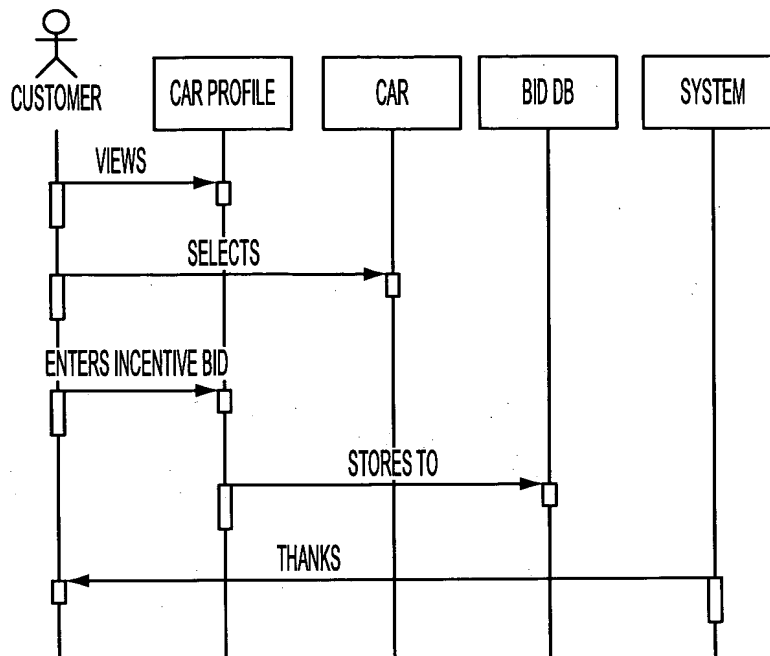 CUSTOMER
CAR PROFILE
CAR
BID DB
SYSTEM
VIEWS
SELECTS
ENTERS INCENTIVE BID
STORES TO
THANKS